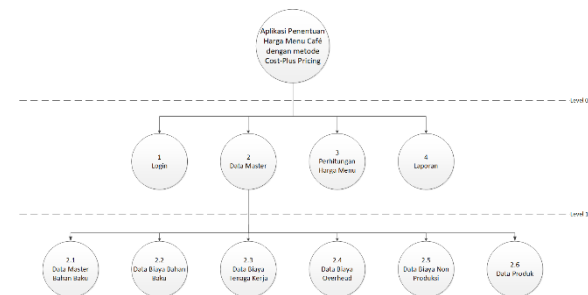 Aplikasi Penentuan
Harga Menu Café
dengan metode
Cost-Plus Pricing
Level 0
1
Login
2
Data Master
3
Perhitungan
Harga Menu
4
Laporan
Level 1
2.1
Data Master
Bahan Baku
2.2
Data Biaya Bahan
Baku
2.3
Data Biaya
Tenaga Kerja
2.4
Data Biaya
Overhead
2.5
Data Biaya Non
Produksi
2.6
Data Produk